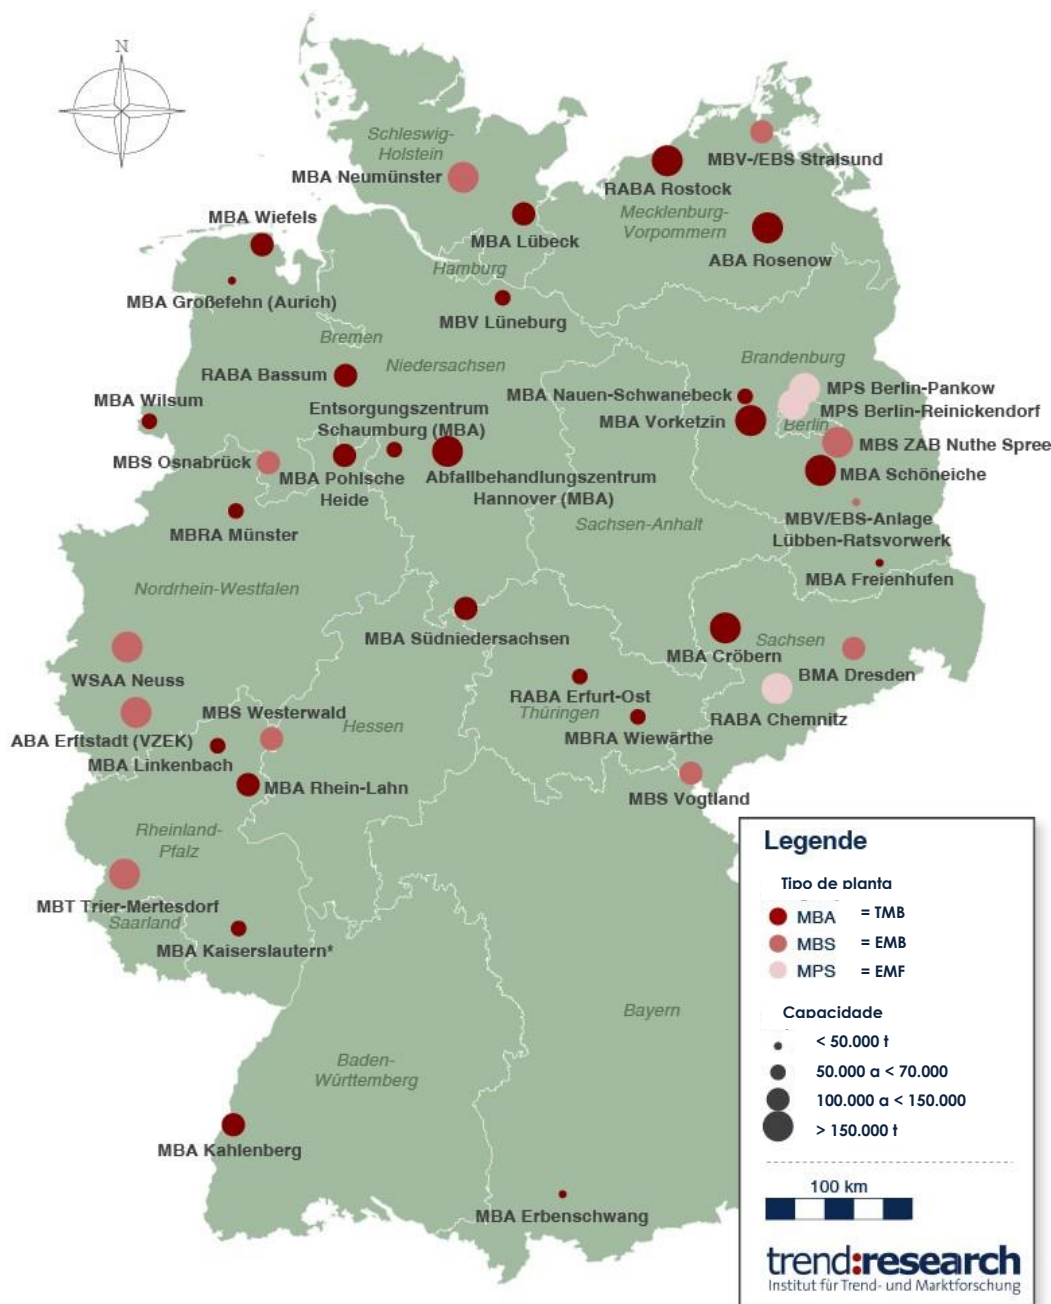 N
Schleswig-
Holstein
MBA Neumünster
MBV-/EBS Stralsund
RABA Rostock
Mecklenburg-
Vorpommern
MBA Wiefels
MBA Lübeck
ABA Rosenow
Hamburg
MBA Großefehn (Aurich)
MBV Lüneburg
Bremen
Niedersachsen
Brandenburg
RABA Bassum
MBA Nauen-Schwanebeck
MPS Berlin-Pankow
MBA Wilsum
Entsorgungszentrum
Schaumburg (MBA)
MBA Vorketzin
MPS Berlin-Reinickendorf
Berlin
MBS ZAB Nuthe Spree
MBS Osnabrück
MBA Pohlsche
Heide
Abfallbehandlungszentrum
Hannover (MBA)
MBA Schöneiche
MBRA Münster
Sachsen-Anhalt
MBV/EBS-Anlage
Lübben-Ratsvorwerk
MBA Freienhufen
Nordrhein-Westfalen
MBA Südniedersachsen
MBA Cröbern
Sachsen
WSAA Neuss
BMA Dresden
RABA Erfurt-Ost
Thüringen
RABA Chemnitz
MBS Westerwald
Hessen
ABA Erftstadt (VZEK)
MBRA Wiewärthe
MBA Linkenbach
MBA Rhein-Lahn
MBS Vogtland
Rheinland-
Pfalz
MBT Trier-Mertesdorf
Saarland
MBA Kaiserslautern*
Bayern
Baden-
Württemberg
MBA Kahlenberg
MBA Erbenschwang
Legende
Tipo de planta
MBA = TMB
MBS = EMB
MPS = EMF
Capacidade
< 50.000 t
50.000 a < 70.000
100.000 a < 150.000
> 150.000 t
100 km
trend:research
Institut für Trend- und Marktforschung